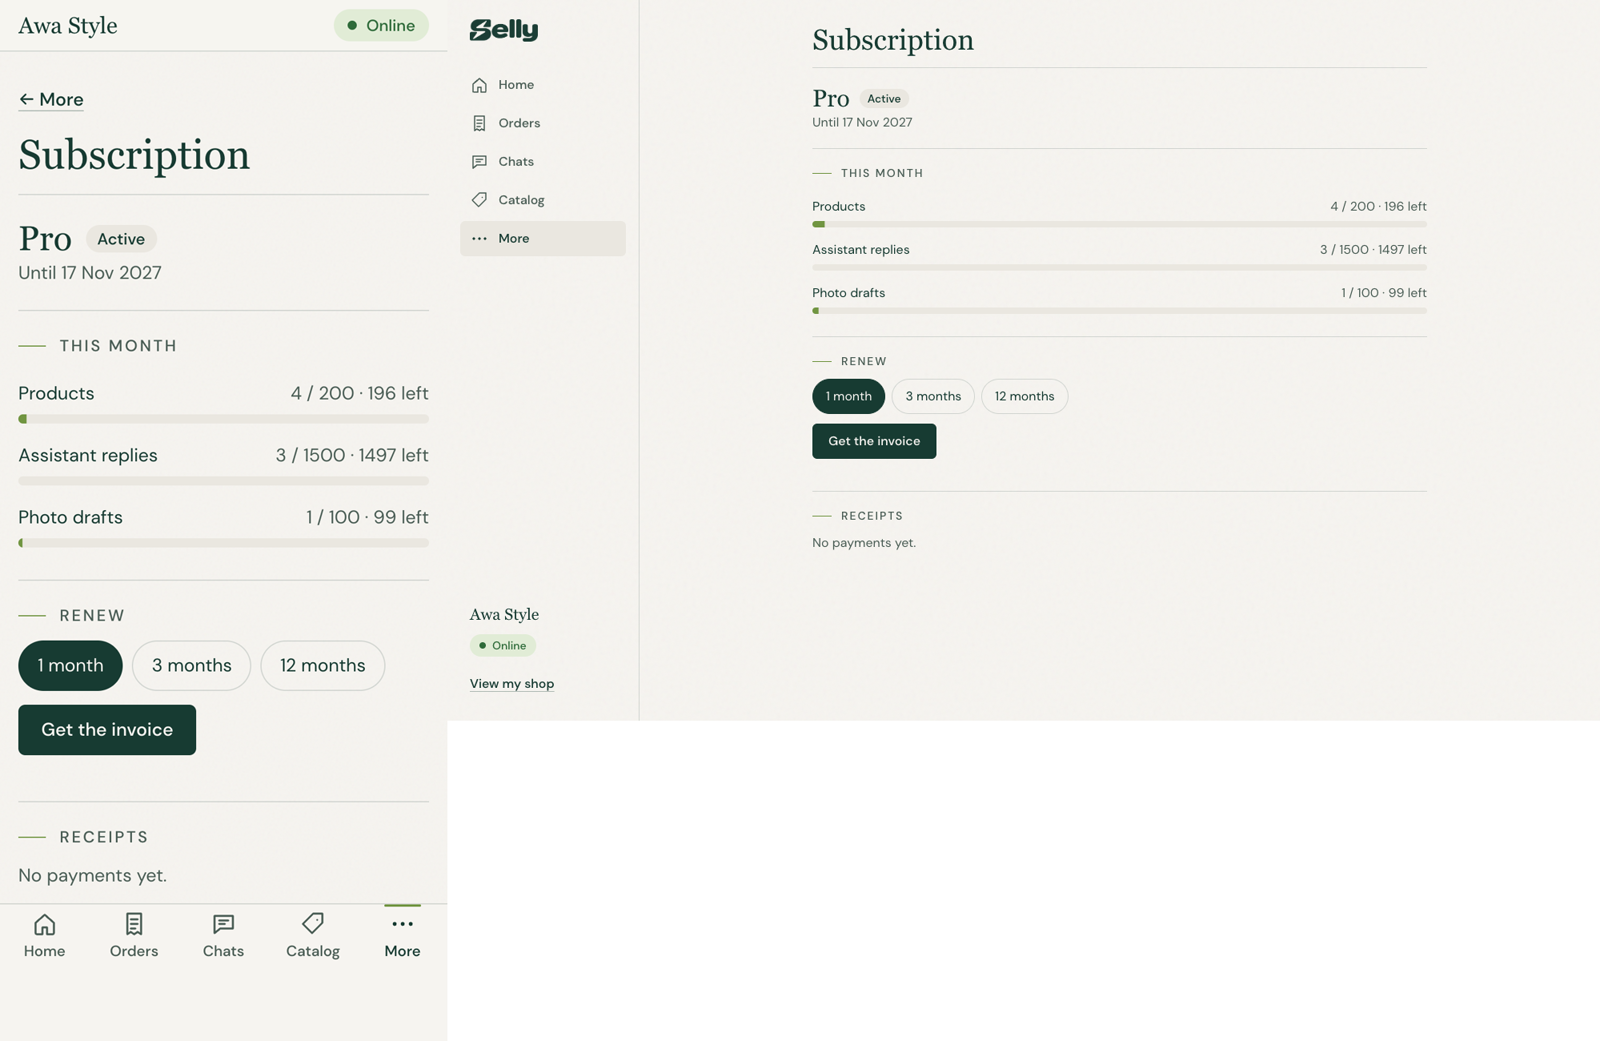 Awa Style
Online
← More
Subscription
Pro Active
Until 17 Nov 2027
THIS MONTH
Products 4 / 200 · 196 left
Assistant replies 3 / 1500 · 1497 left
Photo drafts 1 / 100 · 99 left
RENEW
1 month 3 months 12 months
Get the invoice
RECEIPTS
No payments yet.
Home Orders Chats Catalog More
Selly
Home
Orders
Chats
Catalog
More
Awa Style
Online
View my shop
Subscription
Pro Active
Until 17 Nov 2027
THIS MONTH
Products 4 / 200 · 196 left
Assistant replies 3 / 1500 · 1497 left
Photo drafts 1 / 100 · 99 left
RENEW
1 month 3 months 12 months
Get the invoice
RECEIPTS
No payments yet.